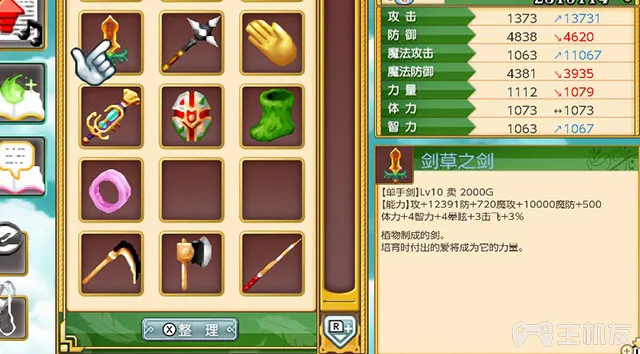 攻 击 1373 ↗13731
防 御 4838 ↘4620
魔法攻击 1063 ↗11067
魔法防御 4381 ↘3935
力 量 1112 ↘1079
体 力 1073 ↔1073
智 力 1063 ↗1067
剑草之剑
【单手剑】Lv10 卖 2000G
【能力】攻+12391防+720魔攻+10000魔防+500
体力+4智力+4晕眩+3击飞+3%
植物制成的剑。
培育时付出的爱将成为它的力量。
X 整 理
R+
主机友